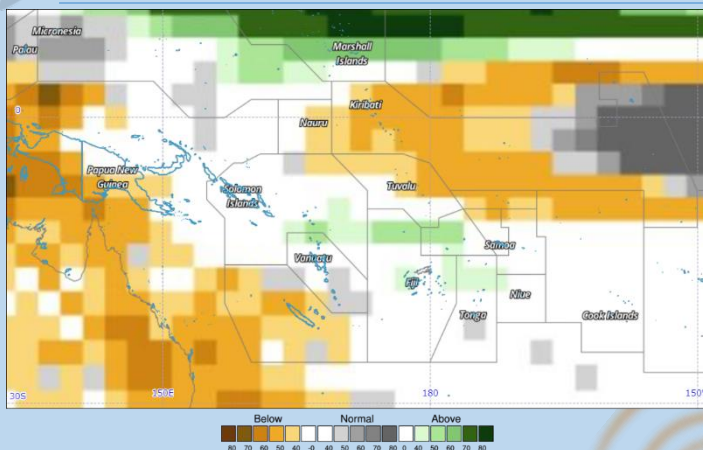 Micronesia
Palau
Marshall
Islands
0
Kiribati
Nauru
Papua New
Guinea
Solomon
Islands
Tuvalu
Samoa
Vanuatu
Fiji
Niue
Tonga
Cook Islands
30S
150E
180
150
Below Normal Above
80 70 60 50 40 -0 40 50 60 70 80 0 40 50 60 70 80